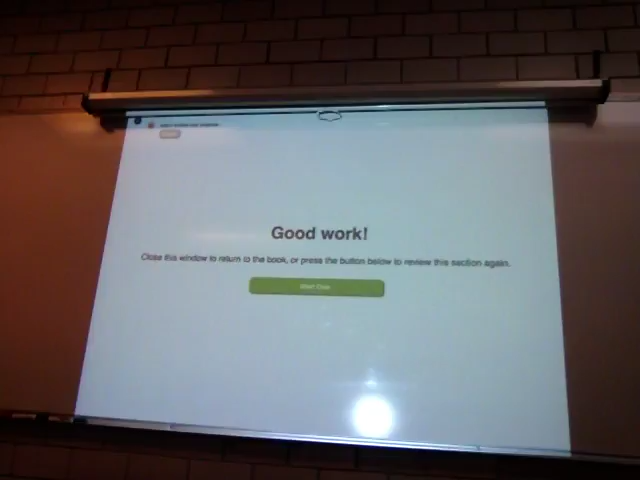 Good work!
Close this window to return to the book, or press the button below to review this section again.
Start Over